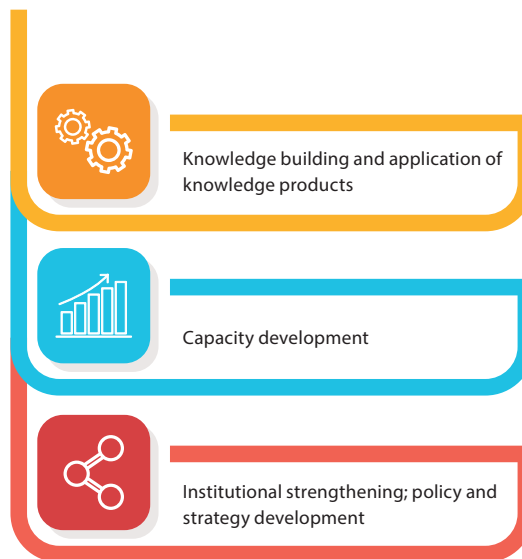 Knowledge building and application of
knowledge products
Capacity development
Institutional strengthening; policy and
strategy development